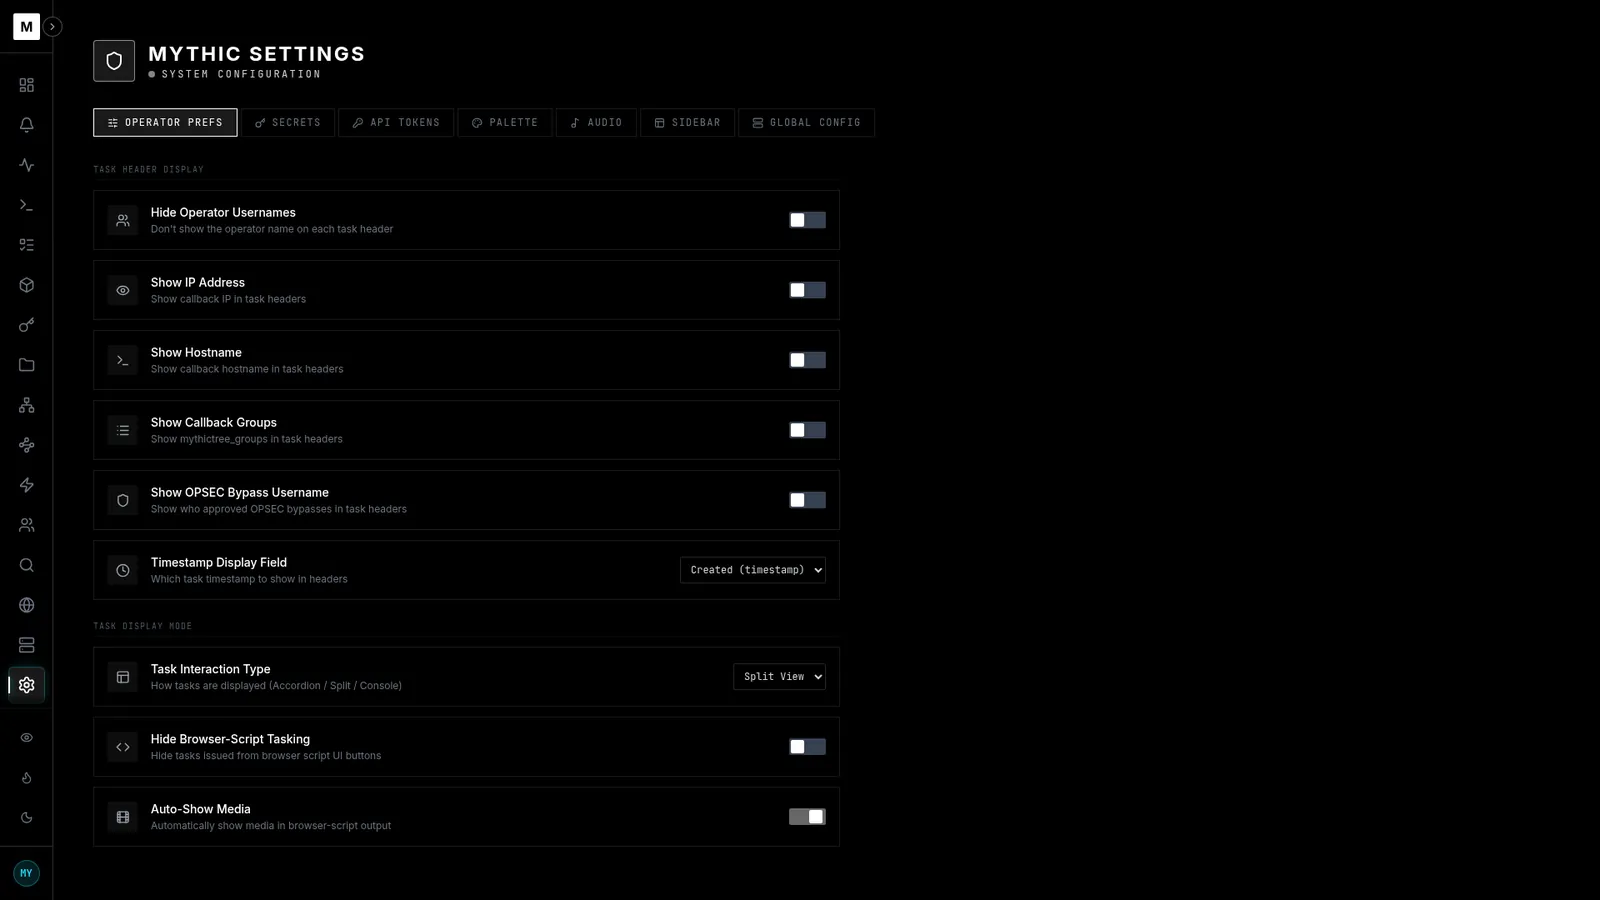 M
MYTHIC SETTINGS
SYSTEM CONFIGURATION
OPERATOR PREFS
SECRETS
API TOKENS
PALETTE
AUDIO
SIDEBAR
GLOBAL CONFIG
TASK HEADER DISPLAY
Hide Operator Usernames
Don't show the operator name on each task header
Show IP Address
Show callback IP in task headers
Show Hostname
Show callback hostname in task headers
Show Callback Groups
Show mythictree_groups in task headers
Show OPSEC Bypass Username
Show who approved OPSEC bypasses in task headers
Timestamp Display Field
Which task timestamp to show in headers
Created (timestamp)
TASK DISPLAY MODE
Task Interaction Type
How tasks are displayed (Accordion / Split / Console)
Split View
Hide Browser-Script Tasking
Hide tasks issued from browser script UI buttons
Auto-Show Media
Automatically show media in browser-script output
MY